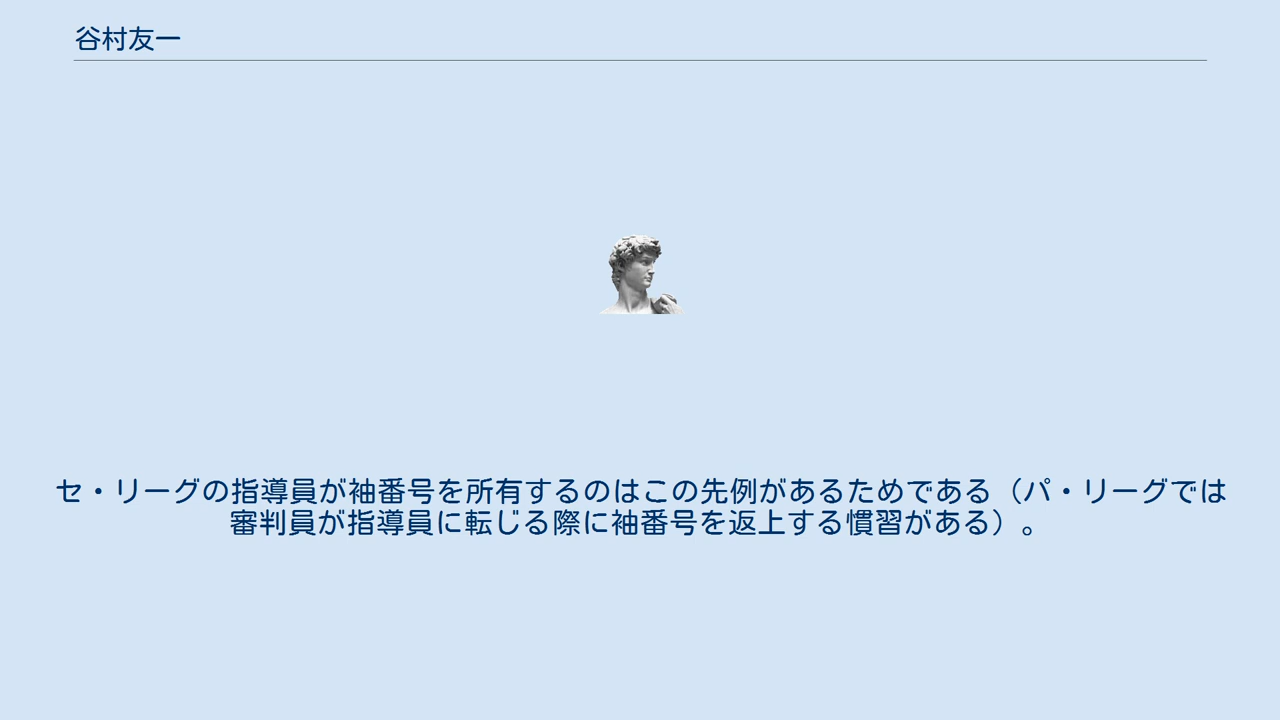 谷村友一
セ・リーグの指導員が袖番号を所有するのはこの先例があるためである（パ・リーグでは
審判員が指導員に転じる際に袖番号を返上する慣習がある）。